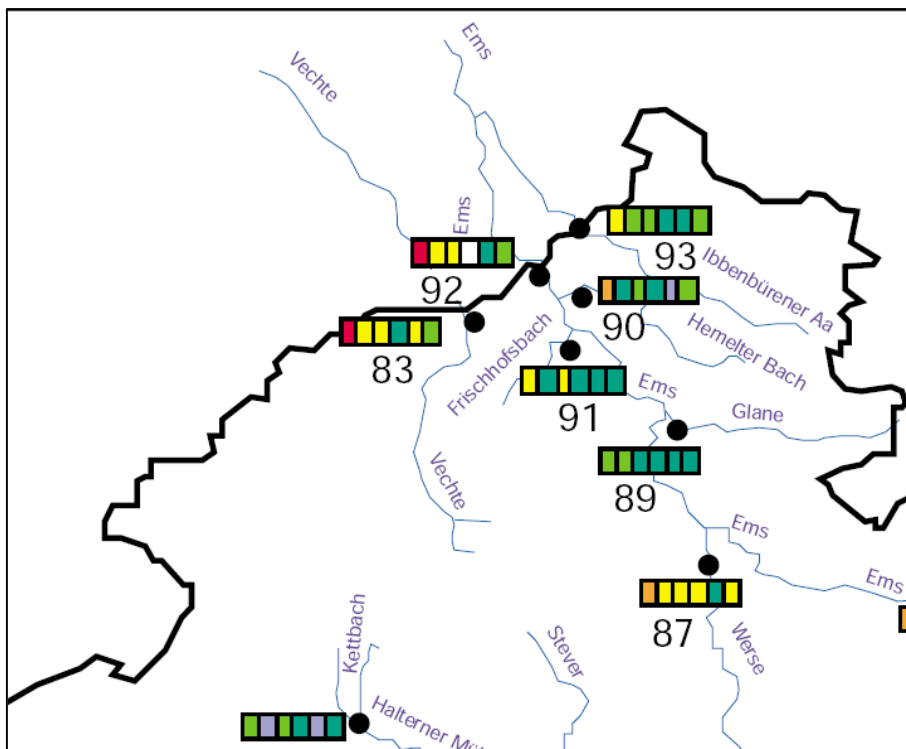 Ems
Vechte
Ems
93
Ibbenbürener Aa
92
90
Hemelter Bach
83
Frischhofsbach
91
Ems
Glane
89
Vechte
Ems
Ems
87
Werse
Kettbach
Stever
Halterner